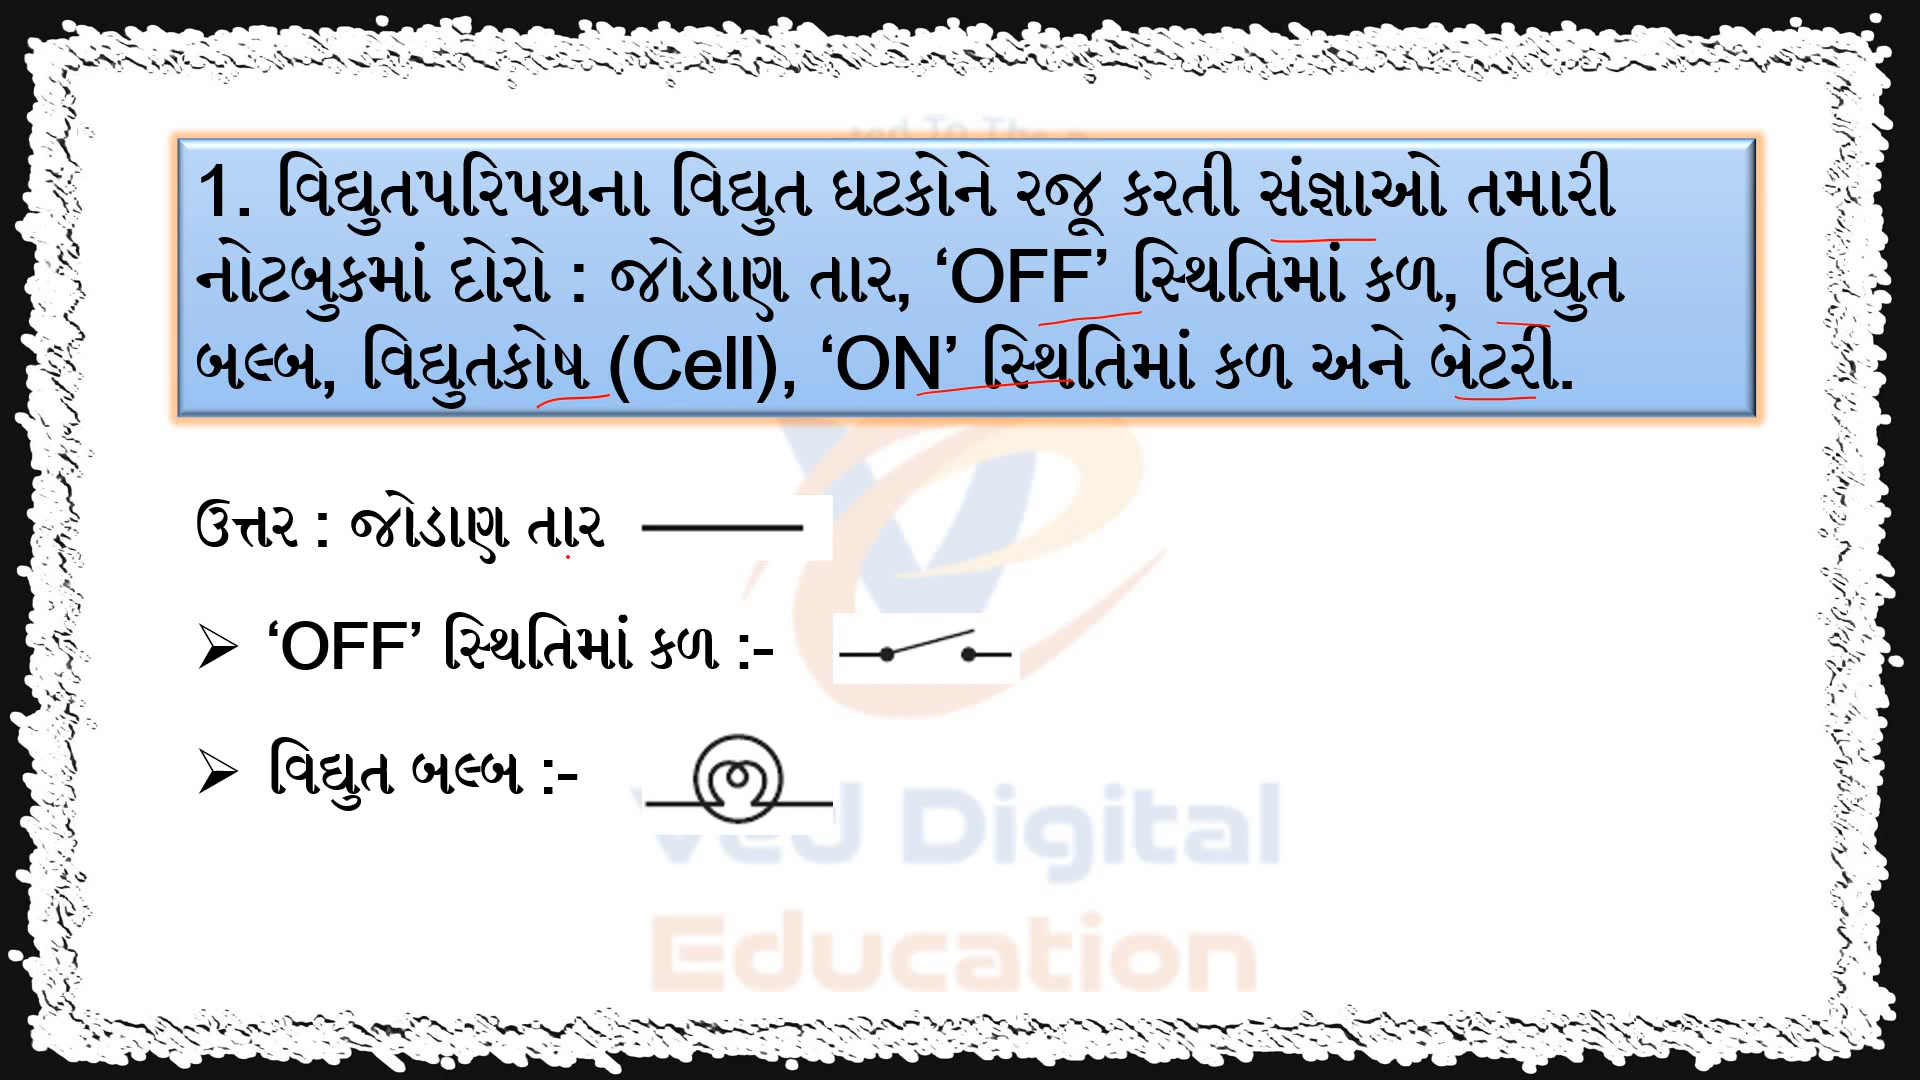 1. વિદ્યુતપરિપથના વિદ્યુત ઘટકોને રજૂ કરતી સંજ્ઞાઓ તમારી
નોટબુકમાં દોરો : જોડાણ તાર, ‘OFF’ સ્થિતિમાં કળ, વિદ્યુત
બલ્બ, વિદ્યુતકોષ (Cell), ‘ON’ સ્થિતિમાં કળ અને બેટરી.
ઉત્તર : જોડાણ તાર
➢ ‘OFF’ સ્થિતિમાં કળ :-
➢ વિદ્યુત બલ્બ :-
Digital
Education